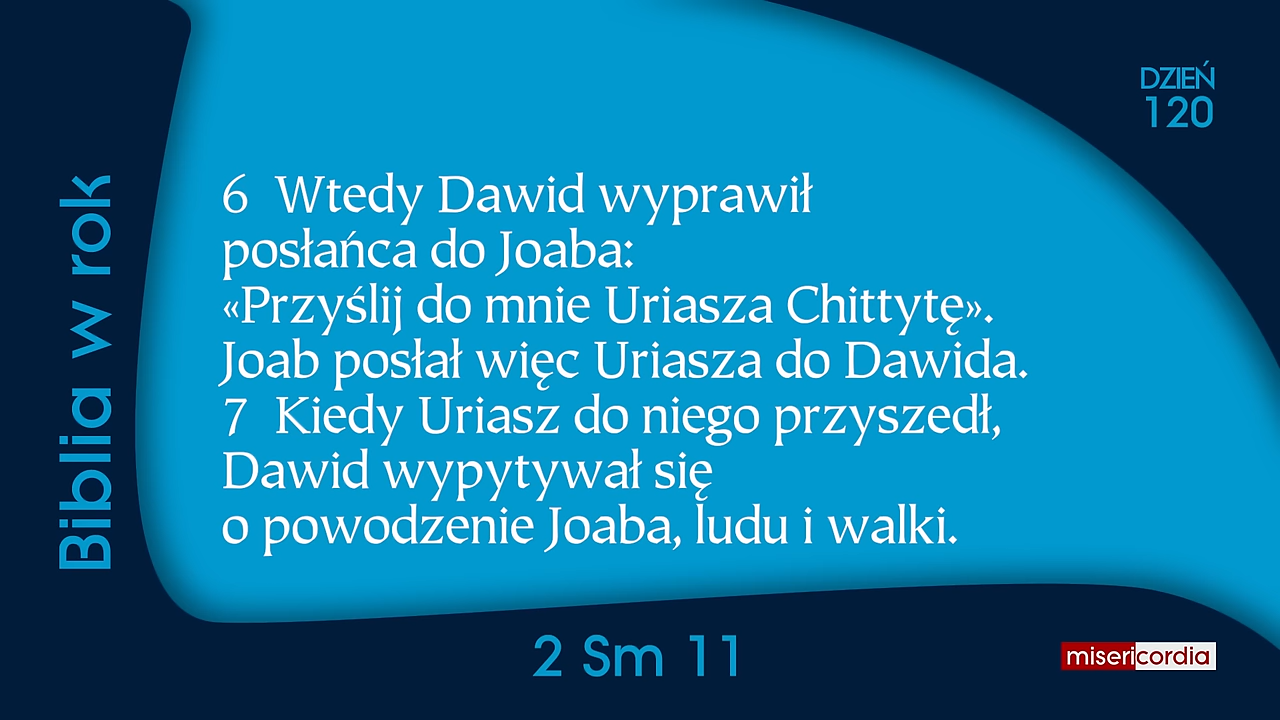 DZIEŃ
120
Biblia w rok
6 Wtedy Dawid wyprawił
posłańca do Joaba:
«Przyślij do mnie Uriasza Chittytę».
Joab posłał więc Uriasza do Dawida.
7 Kiedy Uriasz do niego przyszedł,
Dawid wypytywał się
o powodzenie Joaba, ludu i walki.
2 Sm 11
misericordia